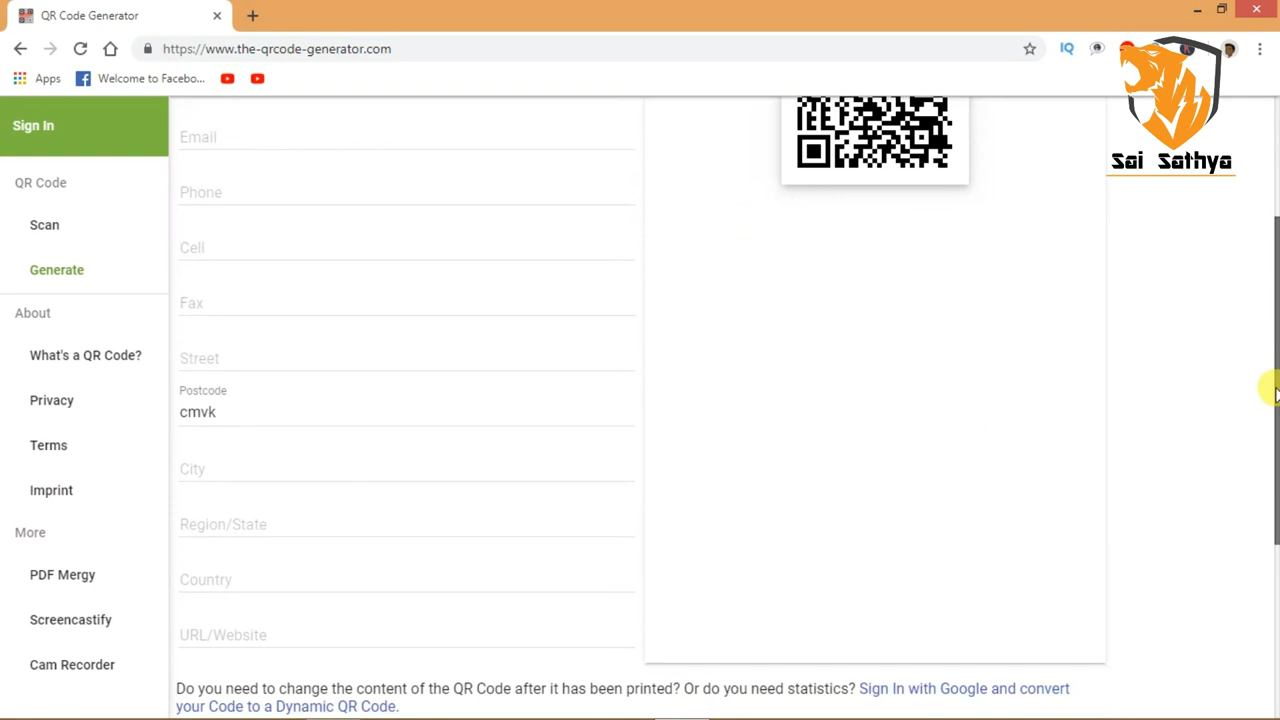 QR Code Generator
https://www.the-qrcode-generator.com
IQ
Apps
Welcome to Facebo...
Sai Sathya
Sign In
QR Code
Scan
Generate
About
What's a QR Code?
Privacy
Terms
Imprint
More
PDF Mergy
Screencastify
Cam Recorder
Email
Phone
Cell
Fax
Street
Postcode
cmvk
City
Region/State
Country
URL/Website
Do you need to change the content of the QR Code after it has been printed? Or do you need statistics? Sign In with Google and convert
your Code to a Dynamic QR Code.